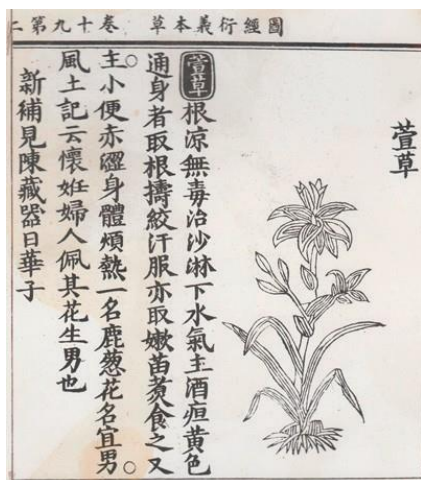 圖經衍義本草 卷十九第二
萱草
萱草根涼無毒治沙淋下水氣主酒疸黃色
通身者取根擣絞汁服亦取嫩苗煑食之又
○主小便赤澀身體煩熱一名鹿葱花名宜男○
風土記云懷姙婦人佩其花生男也
新補見陳藏器日華子